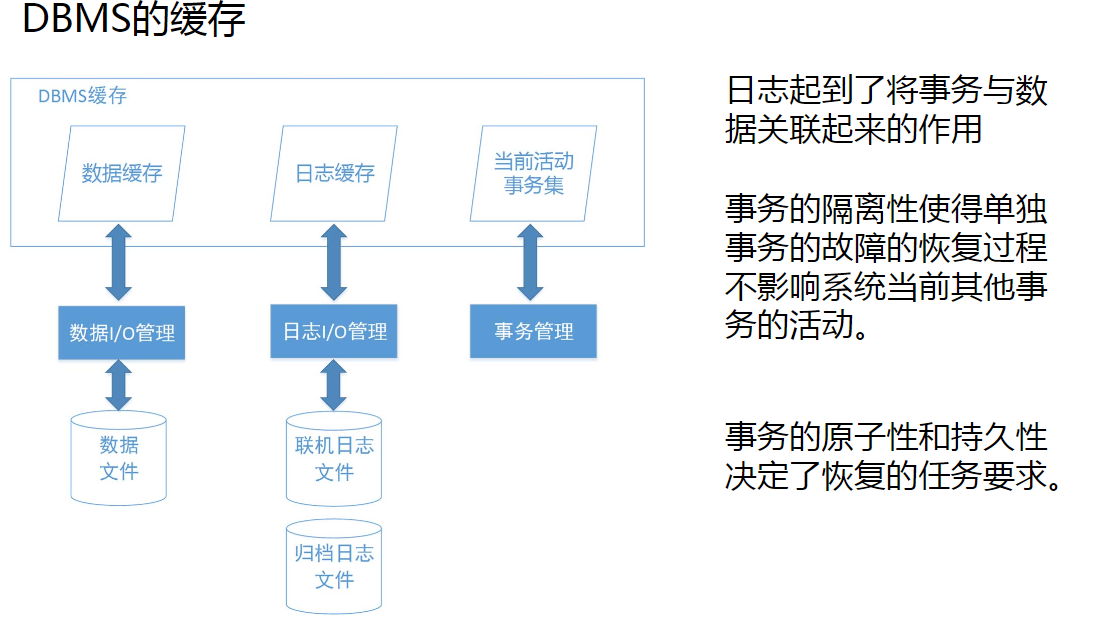 DBMS的缓存
DBMS缓存
数据缓存
日志缓存
当前活动
事务集
数据I/O管理
日志I/O管理
事务管理
数据
文件
联机日志
文件
归档日志
文件
日志起到了将事务与数
据关联起来的作用
事务的隔离性使得单独
事务的故障的恢复过程
不影响系统当前其他事
务的活动。
事务的原子性和持久性
决定了恢复的任务要求。